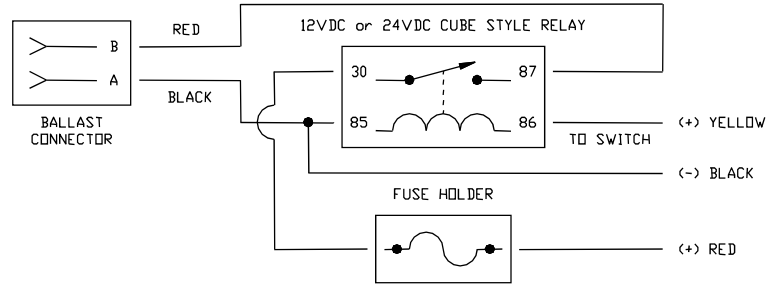 RED
12VDC or 24VDC CUBE STYLE RELAY
B
A
30
87
BLACK
85
86
BALLAST
CONNECTOR
TO SWITCH
(+) YELLOW
(-) BLACK
FUSE HOLDER
(+) RED